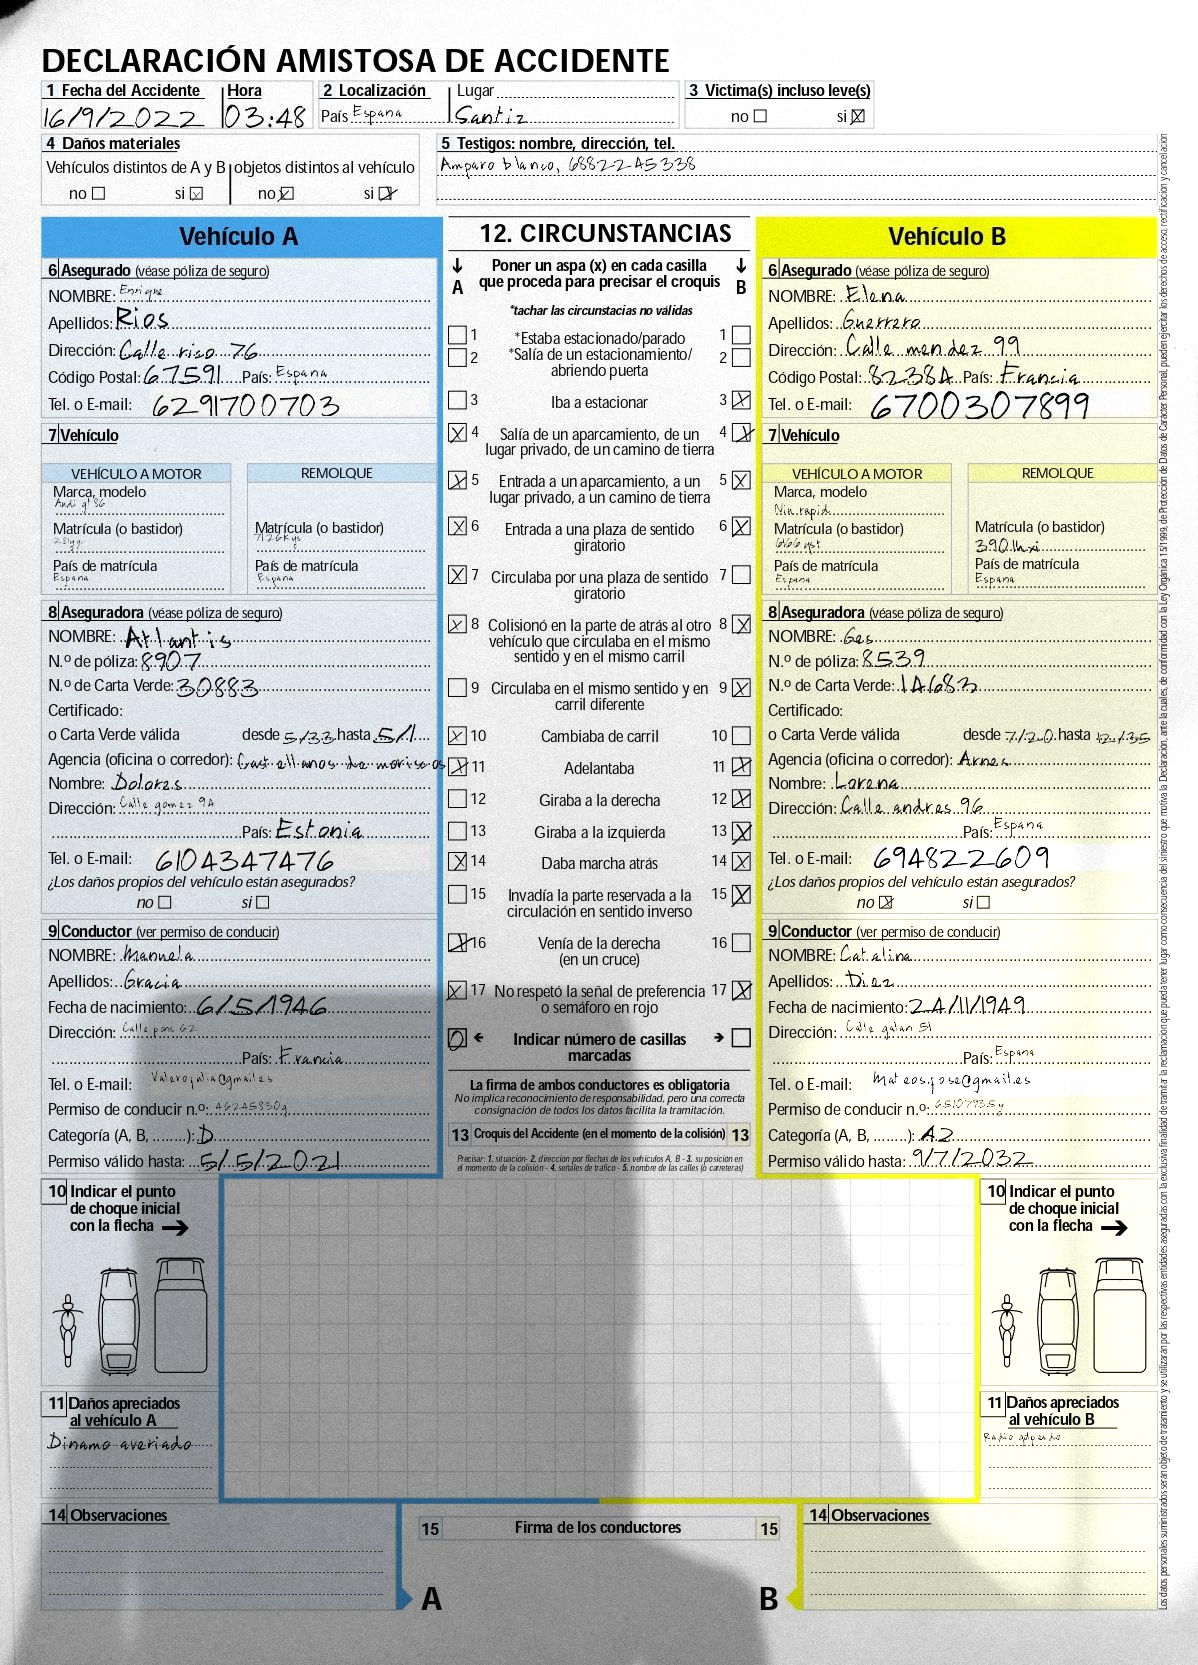 DECLARACIÓN AMISTOSA DE ACCIDENTE
1 Fecha del Accidente Hora 2 Localización Lugar 3 Victima(s) incluso leve(s)
16/9/2022 03:48 País España Santiz no si
4 Daños materiales 5 Testigos: nombre, dirección, tel.
Vehículos distintos de A y B objetos distintos al vehículo Amparo blanco, 6882245338
no si no si
Vehículo A
6 Asegurado (véase póliza de seguro)
NOMBRE: Enrique
Apellidos: Rios
Dirección: Calle rico 76
Código Postal: 67591 País: España
Tel. o E-mail: 6291700703
7 Vehículo
VEHÍCULO A MOTOR REMOLQUE
Marca, modelo
Matrícula (o bastidor) Matrícula (o bastidor)
País de matrícula País de matrícula
España España
8 Aseguradora (véase póliza de seguro)
NOMBRE: Atlantis
N.º de póliza: 8907
N.º de Carta Verde: 30883
Certificado:
o Carta Verde válida desde 5/33 hasta 5/1
Agencia (oficina o corredor): Castellanos de moriscos
Nombre: Dolores
Dirección: Calle gomez 9A
País: Estonia
Tel. o E-mail: 6104347476
¿Los daños propios del vehículo están asegurados?
no si
9 Conductor (ver permiso de conducir)
NOMBRE: Manuela
Apellidos: Gracia
Fecha de nacimiento: 6/5/1946
Dirección: Calle pons 62
País: Francia
Tel. o E-mail: Valerojulia@gmail.es
Permiso de conducir n.º: 46245830g
Categoría (A, B, ........): D
Permiso válido hasta: 5/5/2021
10 Indicar el punto
de choque inicial
con la flecha
11 Daños apreciados
al vehículo A
Dinamo averiado
14 Observaciones
12. CIRCUNSTANCIAS
A Poner un aspa (x) en cada casilla B
que proceda para precisar el croquis
*tachar las circunstacias no válidas
1 *Estaba estacionado/parado 1
2 *Salía de un estacionamiento/ 2
abriendo puerta
3 Iba a estacionar 3
4 Salía de un aparcamiento, de un 4
lugar privado, de un camino de tierra
5 Entrada a un aparcamiento, a un 5
lugar privado, a un camino de tierra
6 Entrada a una plaza de sentido 6
giratorio
7 Circulaba por una plaza de sentido 7
giratorio
8 Colisionó en la parte de atrás al otro 8
vehículo que circulaba en el mismo
sentido y en el mismo carril
9 Circulaba en el mismo sentido y en 9
carril diferente
10 Cambiaba de carril 10
11 Adelantaba 11
12 Giraba a la derecha 12
13 Giraba a la izquierda 13
14 Daba marcha atrás 14
15 Invadía la parte reservada a la 15
circulación en sentido inverso
16 Venía de la derecha 16
(en un cruce)
17 No respetó la señal de preferencia 17
o semáforo en rojo
0 Indicar número de casillas
marcadas
La firma de ambos conductores es obligatoria
No implica reconocimiento de responsabilidad, pero una correcta
consignación de todos los datos facilita la tramitación.
13 Croquis del Accidente (en el momento de la colisión) 13
Precisar: 1. situación- 2. dirección por flechas de los vehículos A, B - 3. su posición en
el momento de la colisión - 4. señales de tráfico - 5. nombre de las calles (o carreteras)
15 Firma de los conductores 15
A B
Vehículo B
6 Asegurado (véase póliza de seguro)
NOMBRE: Elena
Apellidos: Guerrero
Dirección: Calle mendez 99
Código Postal: 82384 País: Francia
Tel. o E-mail: 6700307899
7 Vehículo
VEHÍCULO A MOTOR REMOLQUE
Marca, modelo
Matrícula (o bastidor) Matrícula (o bastidor)
País de matrícula País de matrícula
España España
8 Aseguradora (véase póliza de seguro)
NOMBRE: Ges
N.º de póliza: 8539
N.º de Carta Verde: 14683
Certificado:
o Carta Verde válida desde 7/20 hasta 12/35
Agencia (oficina o corredor): Arnes
Nombre: Lorena
Dirección: Calle andres 96
País: España
Tel. o E-mail: 694822609
¿Los daños propios del vehículo están asegurados?
no si
9 Conductor (ver permiso de conducir)
NOMBRE: Catalina
Apellidos: Diez
Fecha de nacimiento: 24/11/1949
Dirección: Calle galan 51
País: España
Tel. o E-mail: Mateos.jose@gmail.es
Permiso de conducir n.º: 65107935y
Categoría (A, B, ........): A2
Permiso válido hasta: 9/7/2032
10 Indicar el punto
de choque inicial
con la flecha
11 Daños apreciados
al vehículo B
Radio golpeado
14 Observaciones
Los datos personales suministrados seran objeto de tratamiento y se utilizaran por las respectivas entidades aseguradas con la exclusiva finalidad de tramitar la reclamación que pueda tener lugar como consecuencia del siniestro que motiva la Declaración, ante la cuales, de conformidad con la Ley Orgánica 15/1999, de Protección de Datos de Carácter Personal, pueden ejercitar los derechos de acceso, rectificación y cancelación